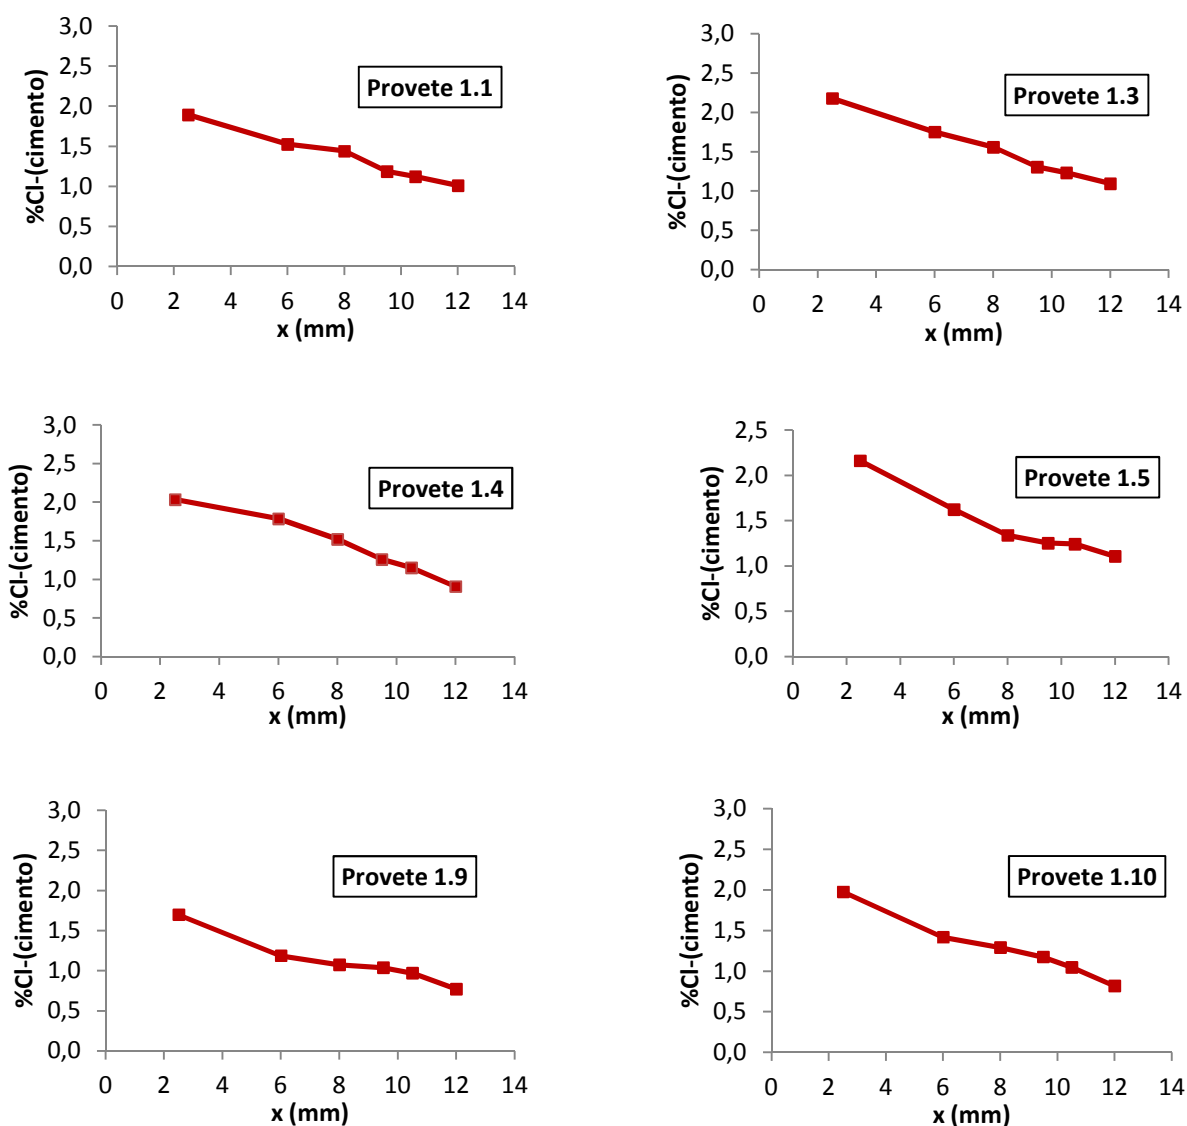 %Cl-(cimento)
3,0
2,5
2,0
1,5
1,0
0,5
0,0
Provete 1.1
0 2 4 6 8 10 12 14
x (mm)
%Cl-(cimento)
3,0
2,5
2,0
1,5
1,0
0,5
0,0
Provete 1.3
0 2 4 6 8 10 12 14
x (mm)
%Cl-(cimento)
3,0
2,5
2,0
1,5
1,0
0,5
0,0
Provete 1.4
0 2 4 6 8 10 12 14
x (mm)
%Cl-(cimento)
2,5
2,0
1,5
1,0
0,5
0,0
Provete 1.5
0 2 4 6 8 10 12 14
x (mm)
%Cl-(cimento)
3,0
2,5
2,0
1,5
1,0
0,5
0,0
Provete 1.9
0 2 4 6 8 10 12 14
x (mm)
%Cl-(cimento)
3,0
2,5
2,0
1,5
1,0
0,5
0,0
Provete 1.10
0 2 4 6 8 10 12 14
x (mm)